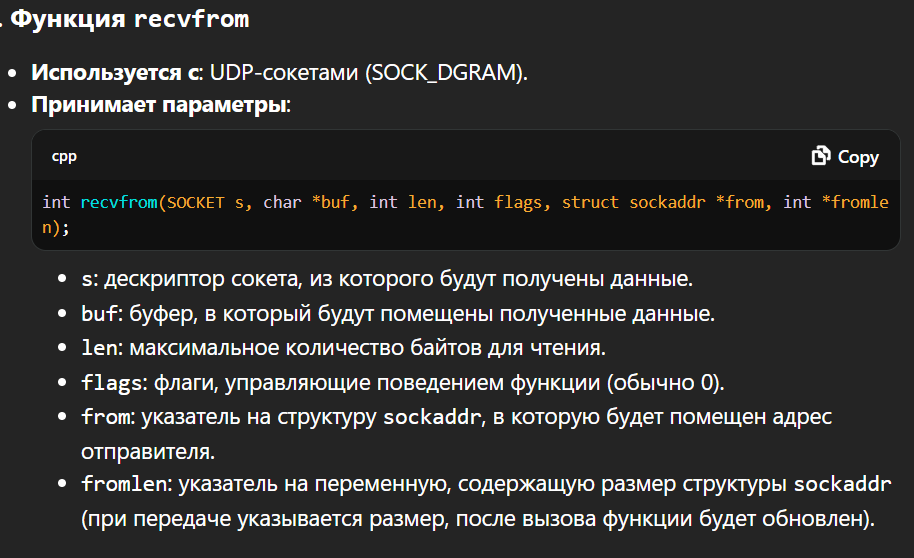 . Функция recvfrom
• Используется с: UDP-сокетами (SOCK_DGRAM).
• Принимает параметры:
cpp Copy
int recvfrom(SOCKET s, char *buf, int len, int flags, struct sockaddr *from, int *fromle
n);
• s: дескриптор сокета, из которого будут получены данные.
• buf: буфер, в который будут помещены полученные данные.
• len: максимальное количество байтов для чтения.
• flags: флаги, управляющие поведением функции (обычно 0).
• from: указатель на структуру sockaddr, в которую будет помещен адрес
отправителя.
• fromlen: указатель на переменную, содержащую размер структуры sockaddr
(при передаче указывается размер, после вызова функции будет обновлен).